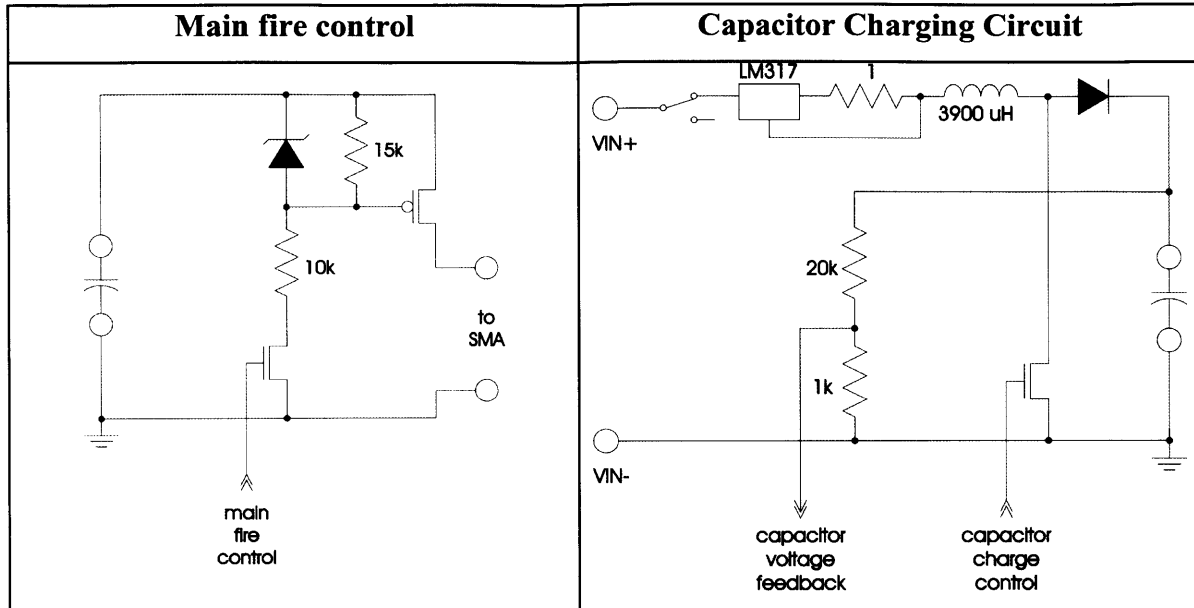 Main fire control
15k
10k
to
SMA
main
fire
control
Capacitor Charging Circuit
LM317
1
3900 uH
VIN+
20k
1k
VIN-
capacitor
voltage
feedback
capacitor
charge
control